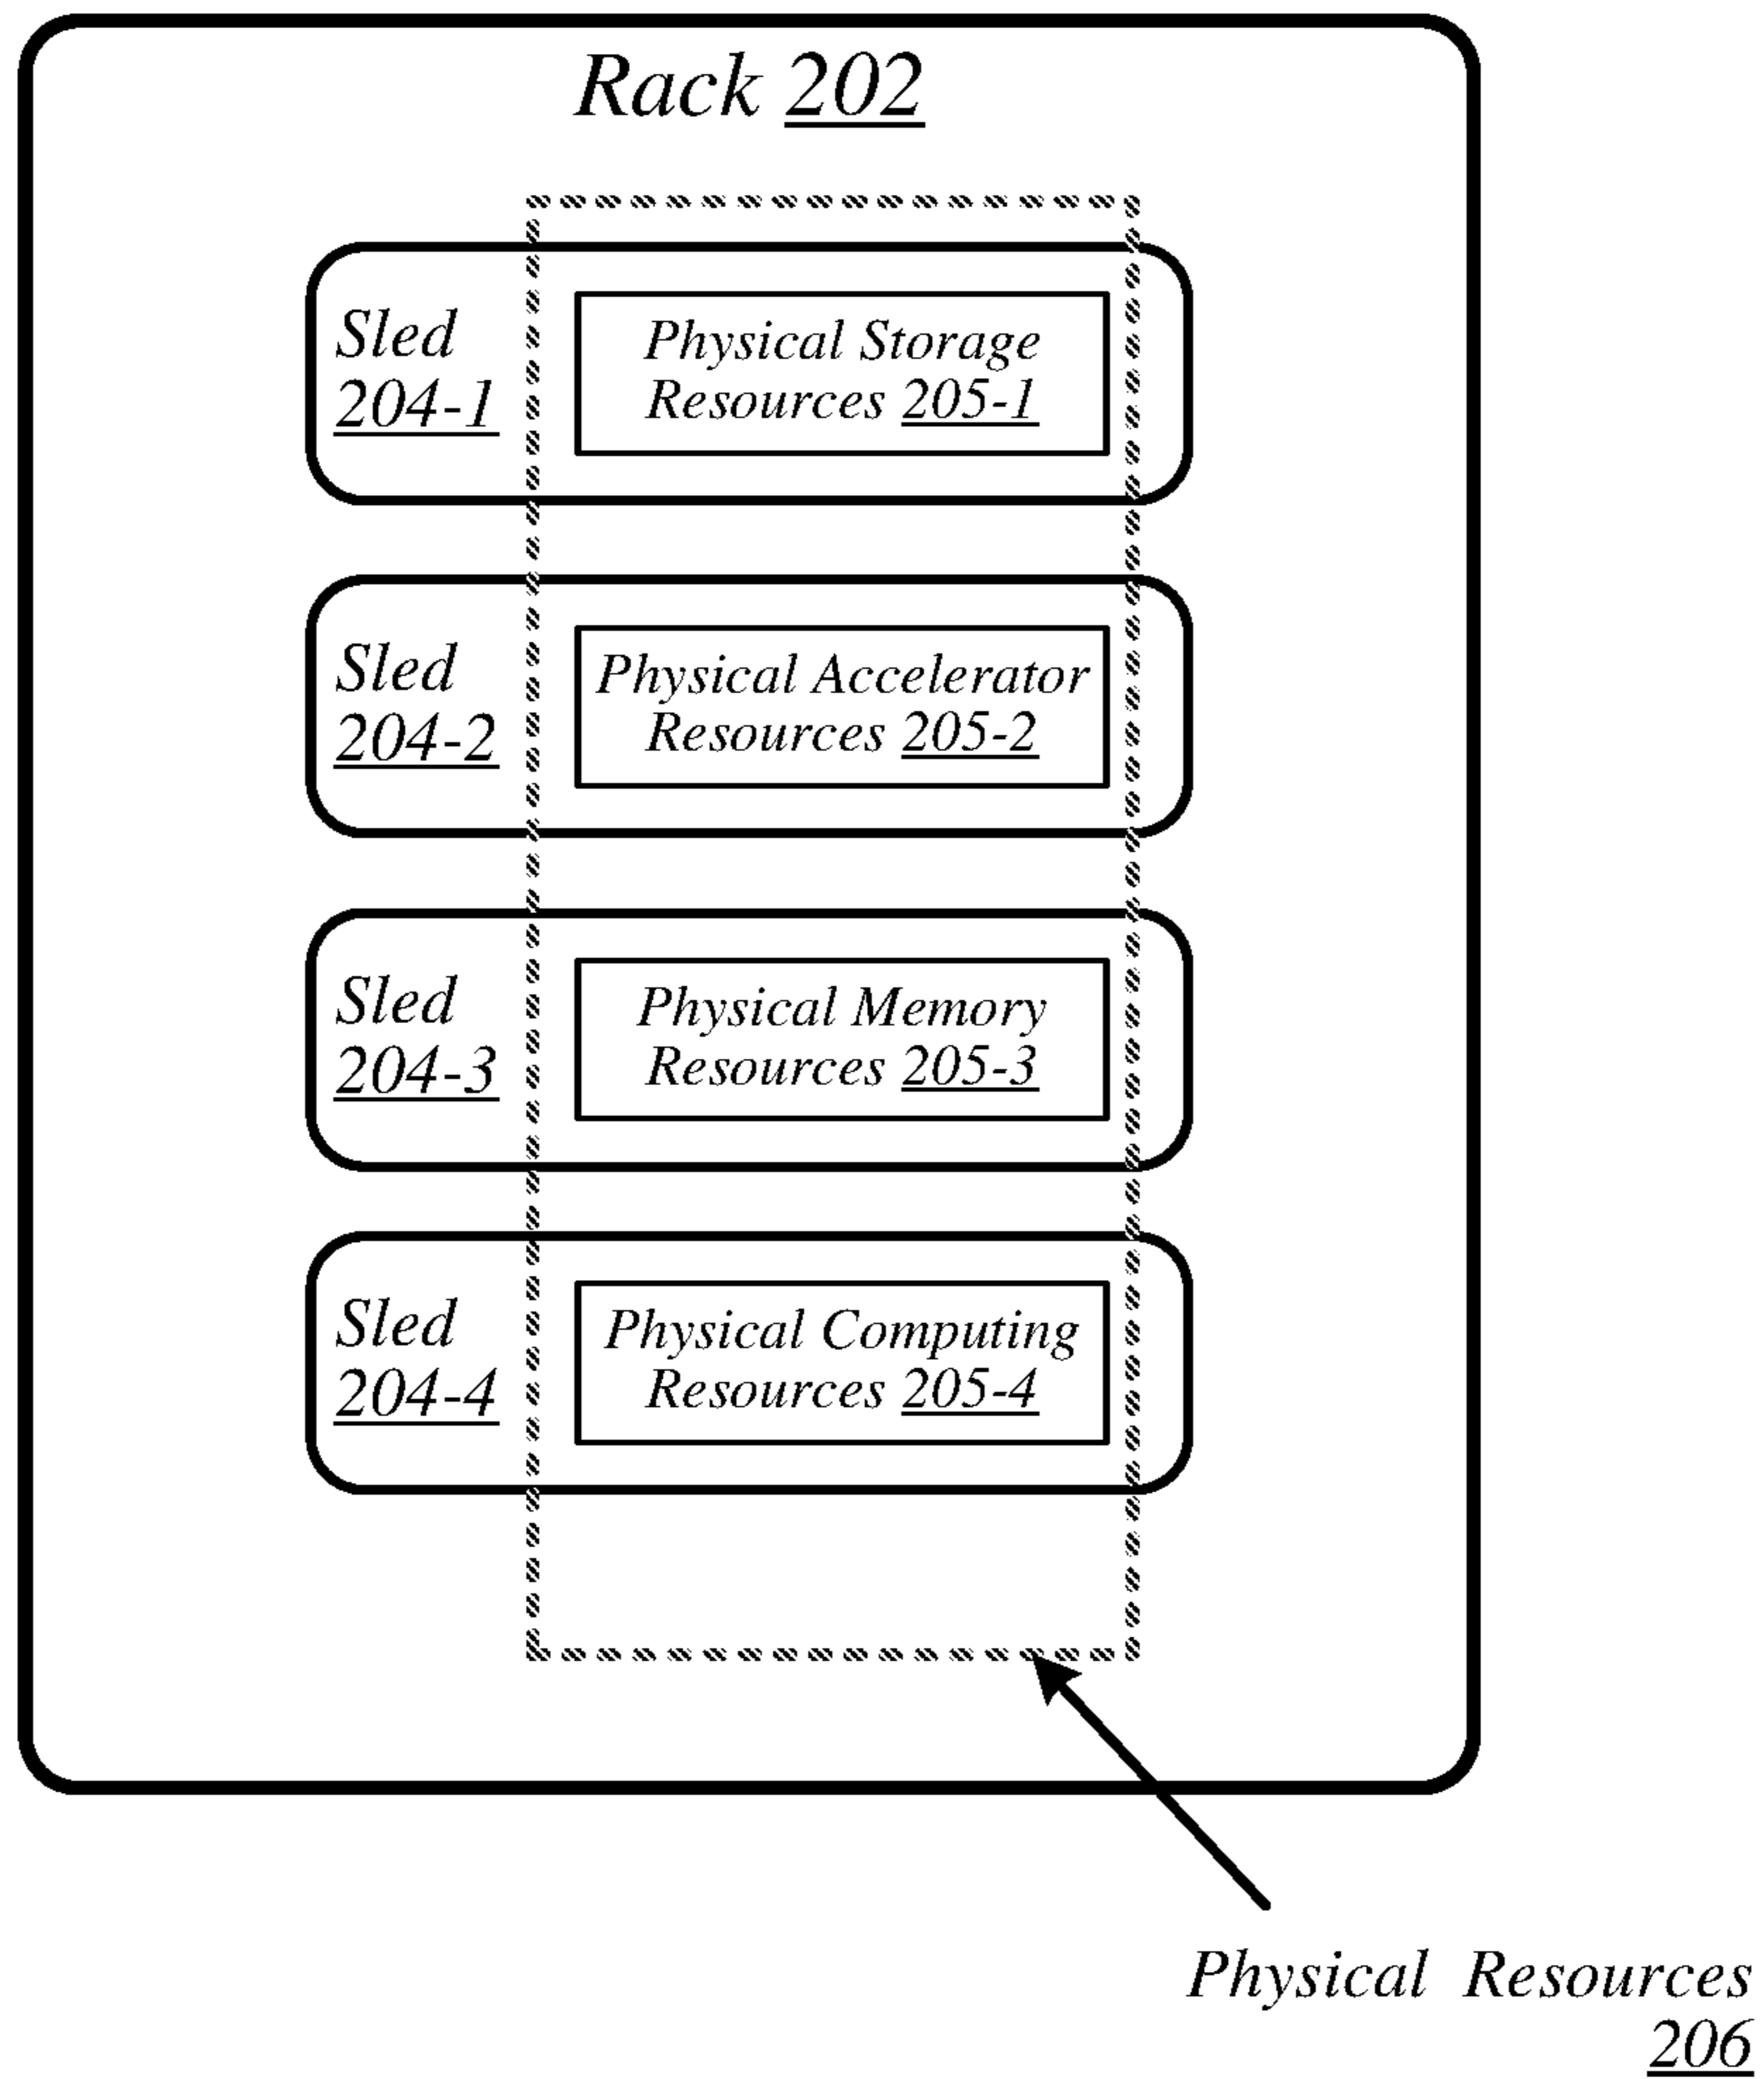 Rack 202
Sled
204-1
Physical Storage
Resources 205-1
Sled
204-2
Physical Accelerator
Resources 205-2
Sled
204-3
Physical Memory
Resources 205-3
Sled
204-4
Physical Computing
Resources 205-4
Physical Resources
206